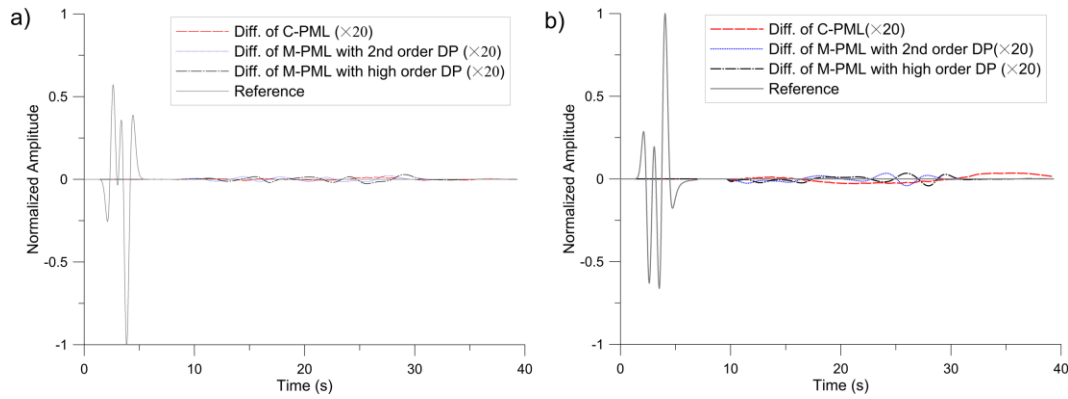 a)
1
0.5
0
-0.5
-1
Normalized Amplitude
Diff. of C-PML (×20)
Diff. of M-PML with 2nd order DP (×20)
Diff. of M-PML with high order DP (×20)
Reference
0 10 20 30 40
Time (s)
b)
1
0.5
0
-0.5
-1
Normalized Amplitude
Diff. of C-PML(×20)
Diff. of M-PML with 2nd order DP(×20)
Diff. of M-PML with high order DP (×20)
Reference
0 10 20 30 40
Time (s)